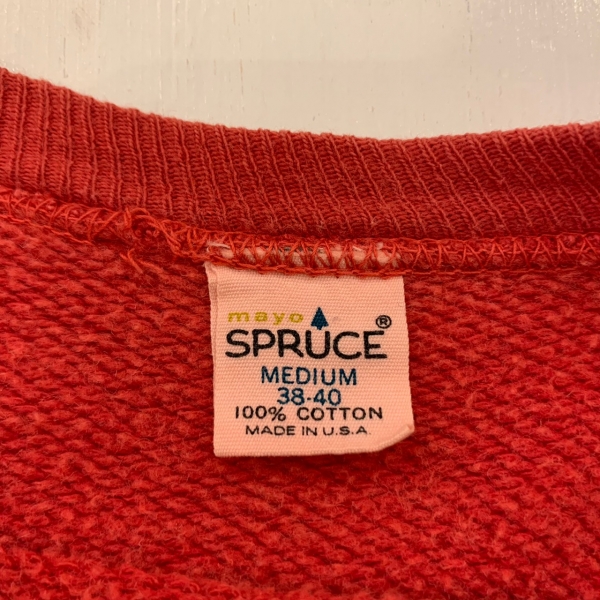 mayo
SPRUCE®
MEDIUM
38-40
100% COTTON
MADE IN U.S.A.